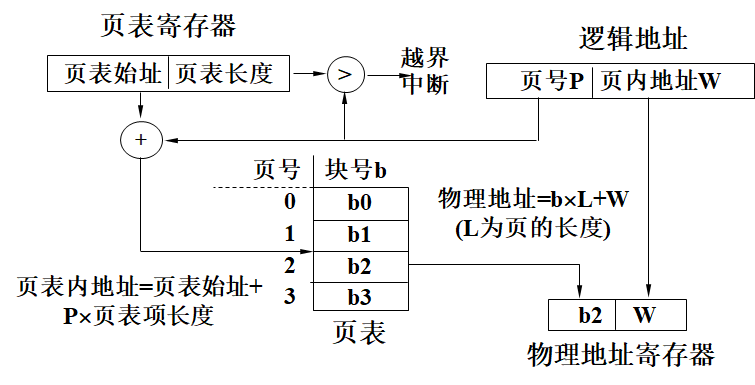 页表寄存器
逻辑地址
页表始址 页表长度
>
越界
中断
页号P 页内地址W
+
页号 块号b
0 b0
1 b1
2 b2
3 b3
物理地址=b×L+W
(L为页的长度)
页表内地址=页表始址+
P×页表项长度
页表
b2 W
物理地址寄存器